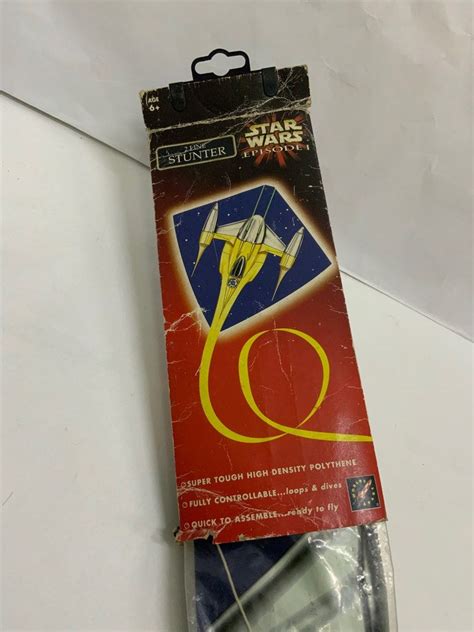 AGE
6+
2 LINE
STUNTER
STAR
WARS
EPISODE I
SUPER TOUGH HIGH DENSITY POLYTHENE
FULLY CONTROLLABLE...loops & dives
QUICK TO ASSEMBLE...ready to fly